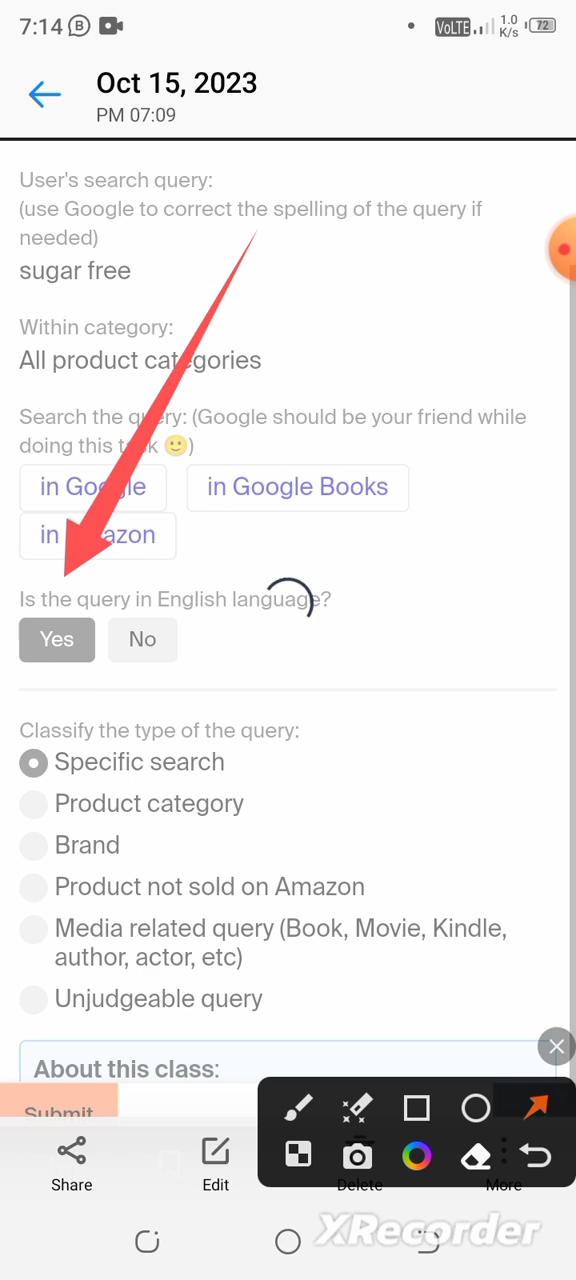 7:14
VoLTE
1.0
K/s
72
Oct 15, 2023
PM 07:09
User's search query:
(use Google to correct the spelling of the query if
needed)
sugar free
Within category:
All product categories
Search the query: (Google should be your friend while
doing this task 🙂)
in Google
in Google Books
in Amazon
Is the query in English language?
Yes
No
Classify the type of the query:
Specific search
Product category
Brand
Product not sold on Amazon
Media related query (Book, Movie, Kindle,
author, actor, etc)
Unjudgeable query
About this class:
Submit
Share
Edit
Delete
More
XRecorder